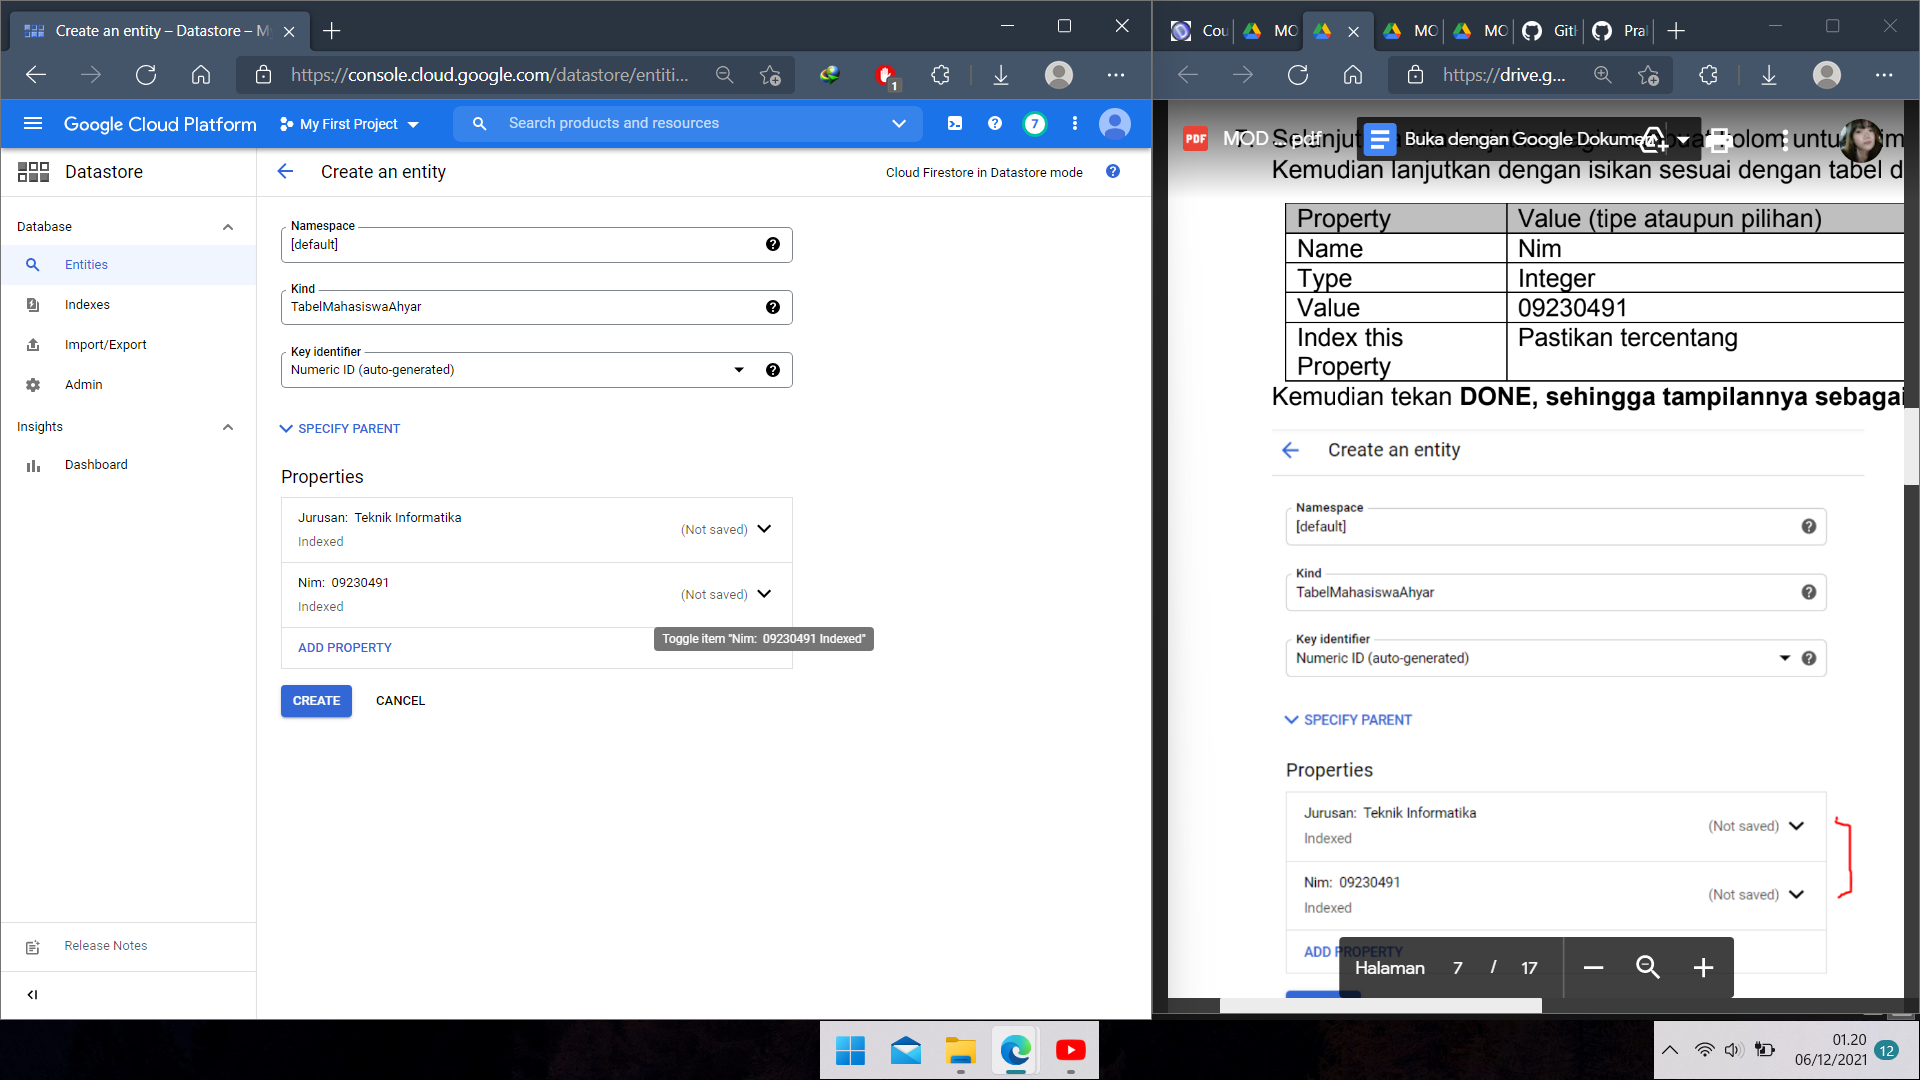 Create an entity – Datastore – M
https://console.cloud.google.com/datastore/entiti...
1
Google Cloud Platform
My First Project
Search products and resources
7
Datastore
Create an entity
Cloud Firestore in Datastore mode
Database
Entities
Indexes
Import/Export
Admin
Insights
Dashboard
Release Notes
Namespace
[default]
Kind
TabelMahasiswaAhyar
Key identifier
Numeric ID (auto-generated)
SPECIFY PARENT
Properties
Jurusan: Teknik Informatika
Indexed
(Not saved)
Nim: 09230491
Indexed
(Not saved)
Toggle item "Nim: 09230491 Indexed"
ADD PROPERTY
CREATE
CANCEL
Cou
MO
MO
MO
Git
Pra
https://drive.g...
PDF
MOD ... .pdf
Buka dengan Google Dokumen
Kemudian lanjutkan dengan isikan sesuai dengan tabel d
Property
Value (tipe ataupun pilihan)
Name
Nim
Type
Integer
Value
09230491
Index this Property
Pastikan tercentang
Kemudian tekan DONE, sehingga tampilannya sebagai
Create an entity
Namespace
[default]
Kind
TabelMahasiswaAhyar
Key identifier
Numeric ID (auto-generated)
SPECIFY PARENT
Properties
Jurusan: Teknik Informatika
Indexed
(Not saved)
Nim: 09230491
Indexed
(Not saved)
ADD PROPERTY
Halaman 7 / 17
01.20
06/12/2021
12